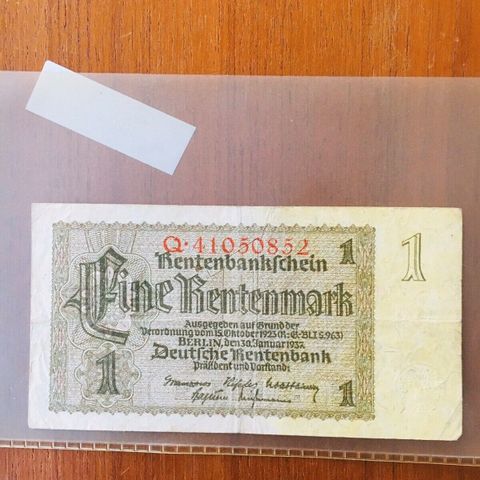 Q·41050852
Rentenbankschein
1
1
Eine Rentenmark
Ausgegeben auf Grund der
Verordnung vom 15. Oktober 1923 (R.-G-Bl I S.963)
BERLIN, den 30. Januar 1937.
Deutsche Rentenbank
Präsident und Vorstand:
1
1